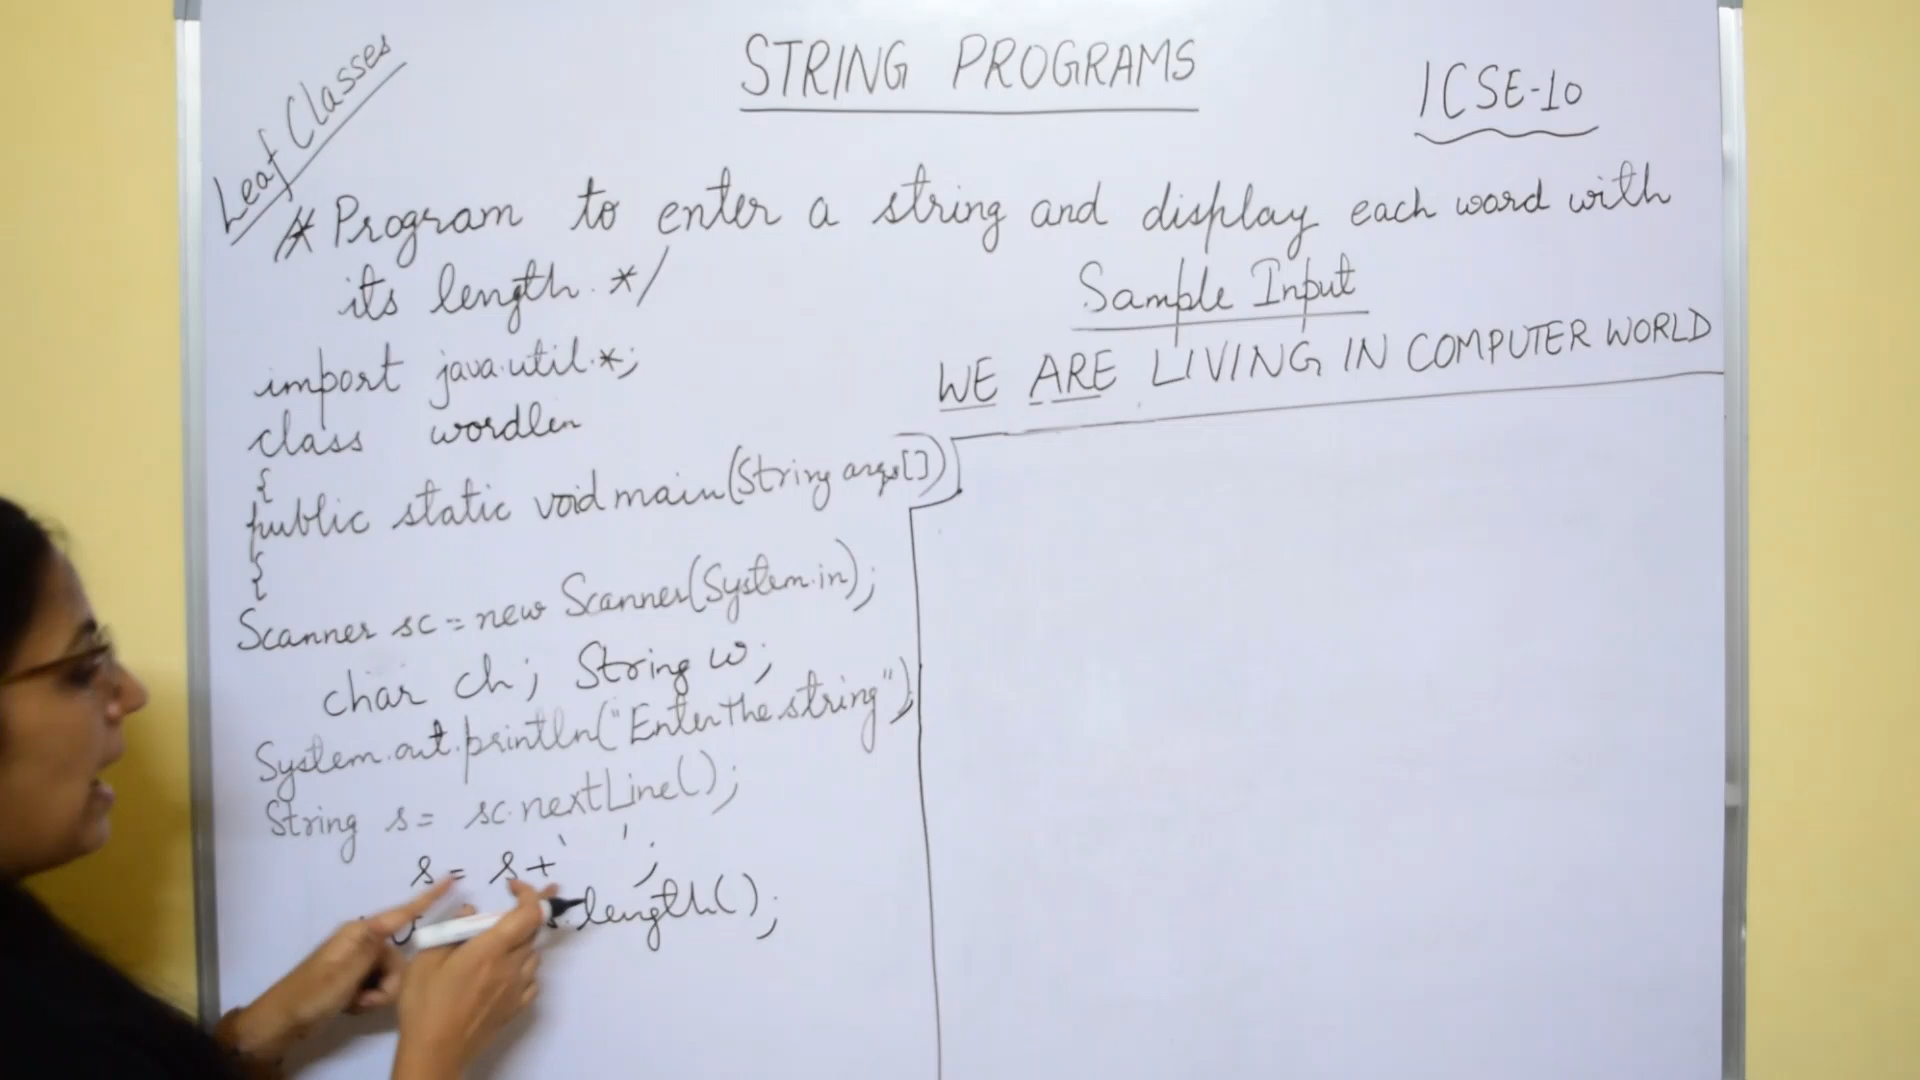 Leaf Classes
STRING PROGRAMS
ICSE-10
/* Program to enter a string and display each word with
its length. */
Sample Input
WE ARE LIVING IN COMPUTER WORLD
import java.util.*;
class wordlen
{
public static void main(String args[])
{
Scanner sc = new Scanner(System.in);
char ch; String w;
System.out.println("Enter the string");
String s= sc.nextLine();
s= s+' ';
.length();